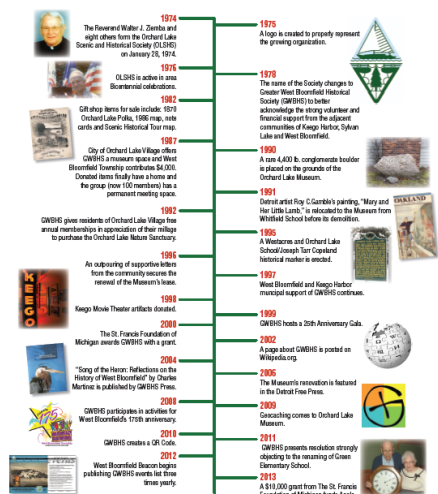 1974
The Reverend Walter J. Ziemba and
eight others form the Orchard Lake
Scenic and Historical Society (OLSHS)
on January 28, 1974.
1975
A logo is created to properly represent
the growing organization.
1976
OLSHS is active in area
Bicentennial celebrations.
1978
The name of the Society changes to
Greater West Bloomfield Historical
Society (GWBHS) to better
acknowledge the strong volunteer and
financial support from the adjacent
communities of Keego Harbor, Sylvan
Lake and West Bloomfield.
1982
Gift shop items for sale include: 1879
Orchard Lake Polka, 1986 map, note
cards and Scenic Historical Tour map.
1987
City of Orchard Lake Village offers
GWBHS a museum space and West
Bloomfield Township contributes $4,000.
Donated items finally have a home and
the group (now 100 members) has a
permanent meeting space.
1990
A rare 4,400 lb. conglomerate boulder
is placed on the grounds of the
Orchard Lake Museum.
1991
Detroit artist Roy C.Gamble's painting, "Mary and
Her Little Lamb," is relocated to the Museum from
Whitfield School before its demolition.
OAKLAND
1992
GWBHS gives residents of Orchard Lake Village free
annual memberships in appreciation of their millage
to purchase the Orchard Lake Nature Sanctuary.
1995
A Westacres and Orchard Lake
School/Joseph Tarr Copeland
historical marker is erected.
1996
An outpouring of supportive letters
from the community secures the
renewal of the Museum's lease.
KEEGO
1997
West Bloomfield and Keego Harbor
municipal support of GWBHS continues.
1998
Keego Movie Theater artifacts donated.
1999
GWBHS hosts a 25th Anniversary Gala.
2000
The St. Francis Foundation of
Michigan awards GWBHS with a grant.
2002
A page about GWBHS is posted on
Wikipedia.org.
2004
"Song of the Heron: Reflections on the
History of West Bloomfield" by Charles
Martinez is published by GWBHS Press.
2006
The Museum's renovation is featured
in the Detroit Free Press.
2008
GWBHS participates in activities for
West Bloomfield's 175th anniversary.
175
2009
Geocaching comes to Orchard Lake
Museum.
2010
GWBHS creates a QR Code.
2011
GWBHS presents resolution strongly
objecting to the renaming of Green
Elementary School.
2012
West Bloomfield Beacon begins
publishing GWBHS events list three
times yearly.
2013
A $10,000 grant from The St. Francis
Foundation of Michigan funds